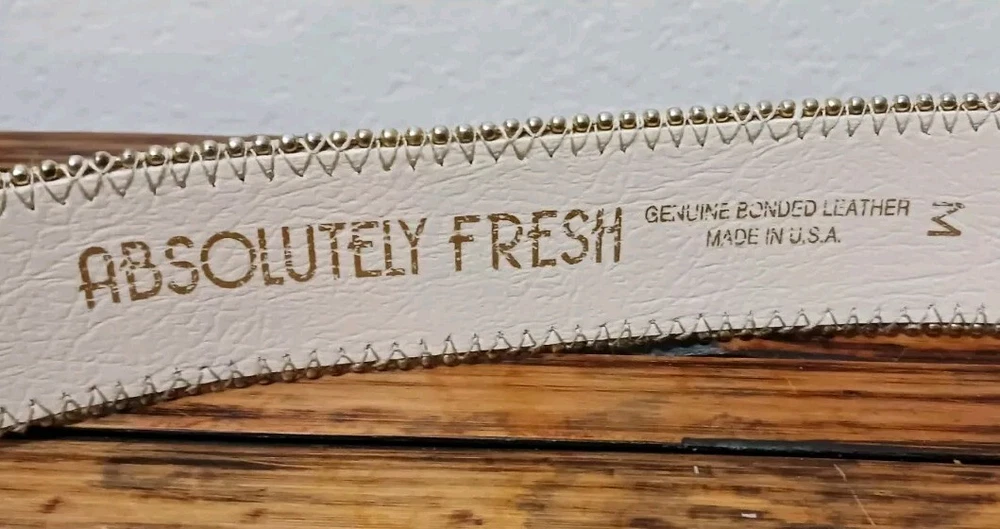 ABSOLUTELY FRESH
GENUINE BONDED LEATHER
MADE IN U.S.A.
M